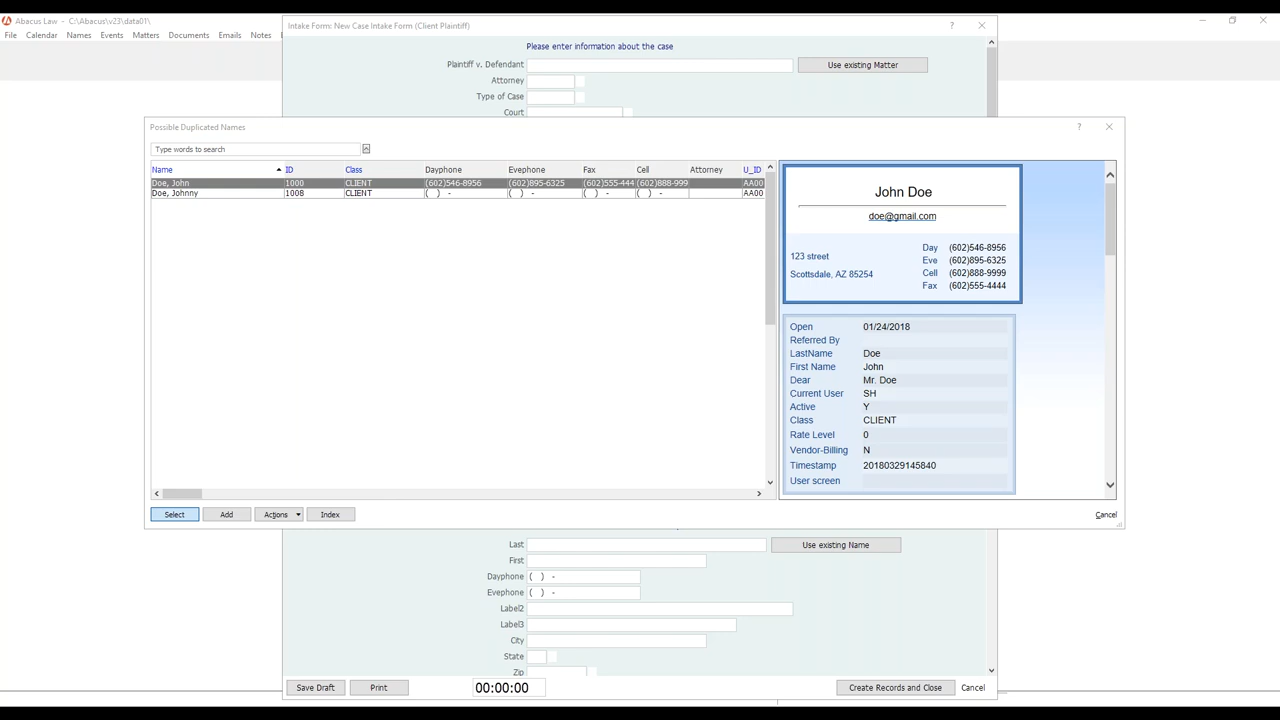 Abacus Law - C:\Abacus\v23\data01\
File Calendar Names Events Matters Documents Emails Notes
Intake Form: New Case Intake Form (Client Plaintiff) ?
Please enter information about the case
Plaintiff v. Defendant Use existing Matter
Attorney
Type of Case
Court
Possible Duplicated Names ?
Type words to search
Name ID Class Dayphone Evephone Fax Cell Attorney U_ID
Doe, John 1000 CLIENT (602)546-8956 (602)895-6325 (602)555-444 (602)888-999 AA00
Doe, Johnny 1008 CLIENT ( ) - ( ) - ( ) - ( ) - AA00
John Doe
doe@gmail.com
123 street
Scottsdale, AZ 85254
Day (602)546-8956
Eve (602)895-6325
Cell (602)888-9999
Fax (602)555-4444
Open 01/24/2018
Referred By
LastName Doe
First Name John
Dear Mr. Doe
Current User SH
Active Y
Class CLIENT
Rate Level 0
Vendor-Billing N
Timestamp 20180329145840
User screen
Select Add Actions Index Cancel
Last Use existing Name
First
Dayphone ( ) -
Evephone ( ) -
Label2
Label3
City
State
Zip
Save Draft Print 00:00:00 Create Records and Close Cancel